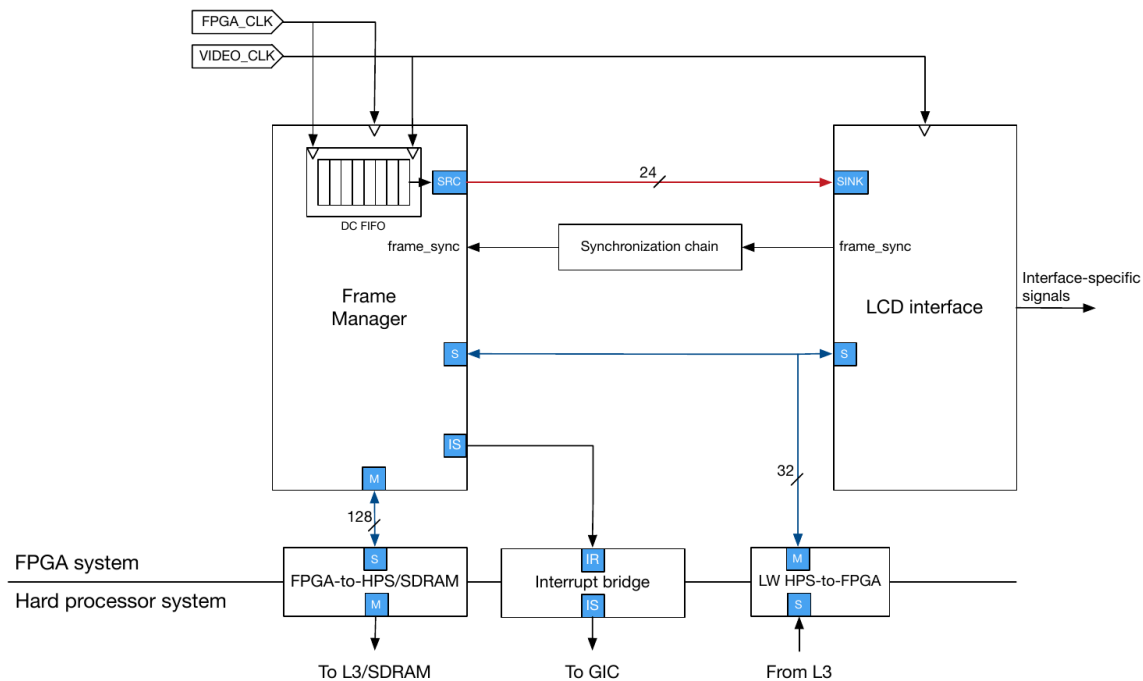 FPGA_CLK
VIDEO_CLK
24
SRC
SINK
DC FIFO
frame_sync
Synchronization chain
frame_sync
Frame
Manager
LCD interface
Interface-specific
signals
S
S
IS
M
32
128
S
IR
M
FPGA system
FPGA-to-HPS/SDRAM
Interrupt bridge
LW HPS-to-FPGA
Hard processor system
M
IS
S
To L3/SDRAM
To GIC
From L3